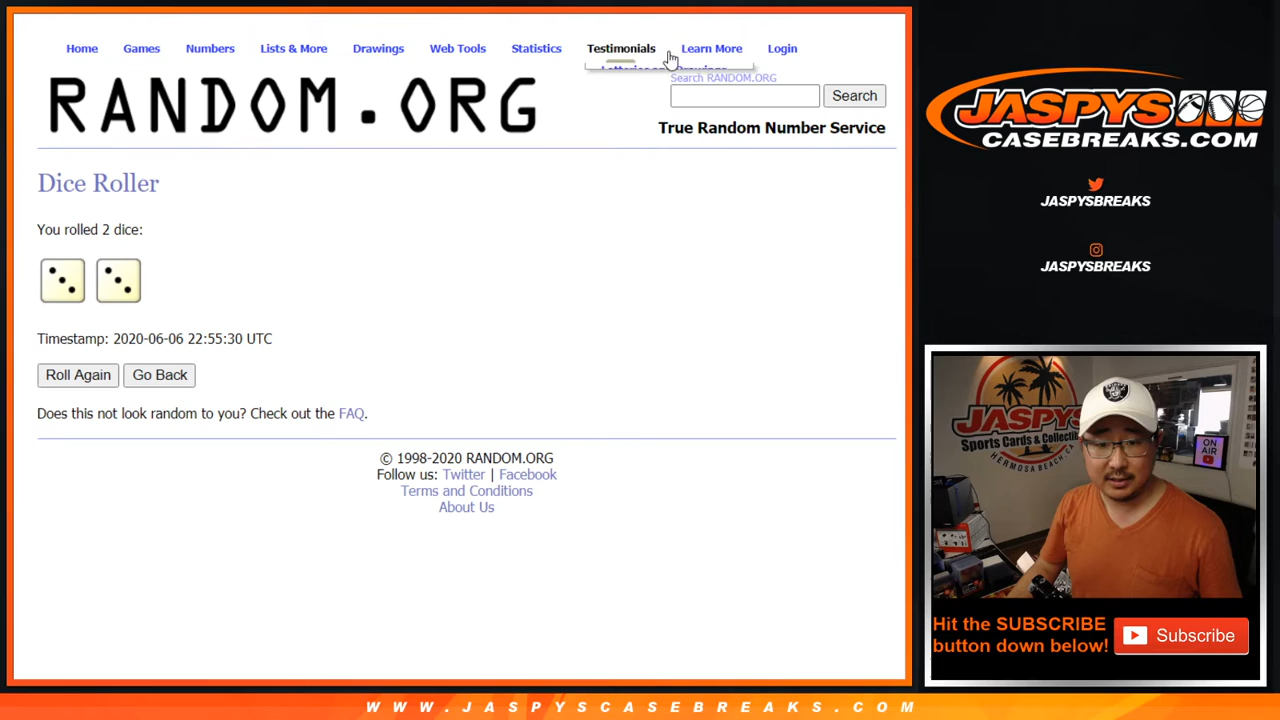 Home Games Numbers Lists & More Drawings Web Tools Statistics Testimonials Learn More Login
Search RANDOM.ORG
RANDOM.ORG
Search
True Random Number Service
Dice Roller
You rolled 2 dice:
Timestamp: 2020-06-06 22:55:30 UTC
Roll Again Go Back
Does this not look random to you? Check out the FAQ.
© 1998-2020 RANDOM.ORG
Follow us: Twitter | Facebook
Terms and Conditions
About Us
JASPYS
CASEBREAKS.COM
JASPYSBREAKS
JASPYSBREAKS
JASPYS
Sports Cards & Collectibles
HERMOSA BEACH, CA
ON AIR
Hit the SUBSCRIBE
button down below!
Subscribe
WWW.JASPYSCASEBREAKS.COM